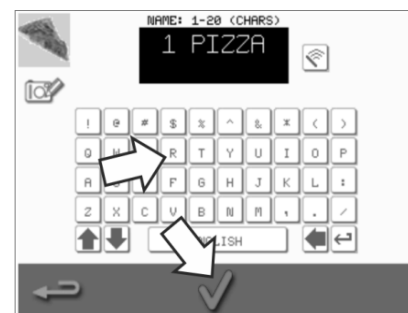 NAME: 1-20 (CHARS)
1 PIZZA
! @ # $ % ^ & * ( )
Q R T Y U I O P
A F G H J K L :
Z X C V B N M , . /